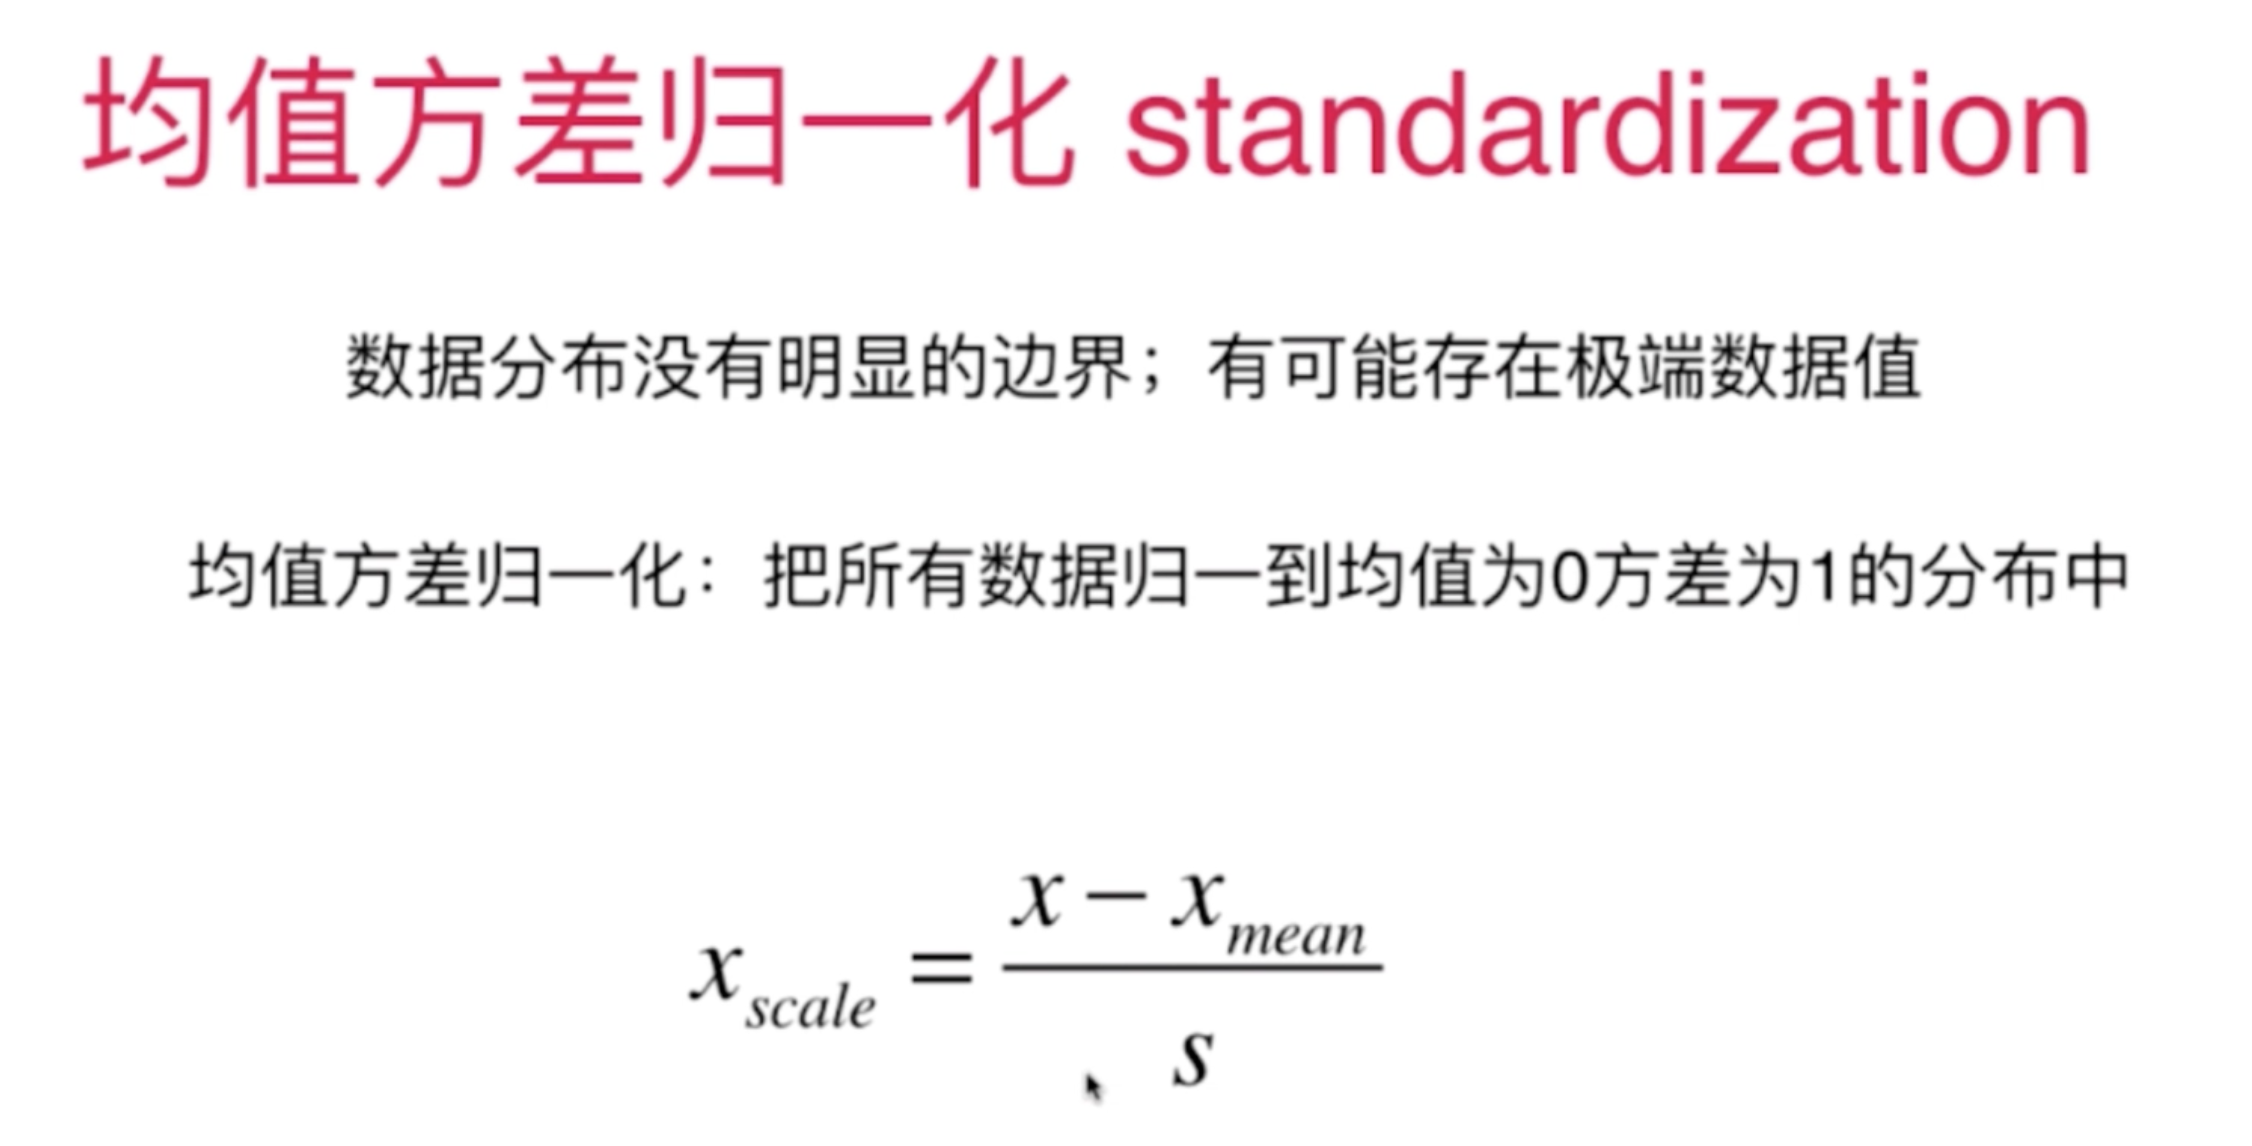 均值方差归一化 standardization
数据分布没有明显的边界；有可能存在极端数据值
均值方差归一化：把所有数据归一到均值为0方差为1的分布中
x_scale = (x − x_mean) / s